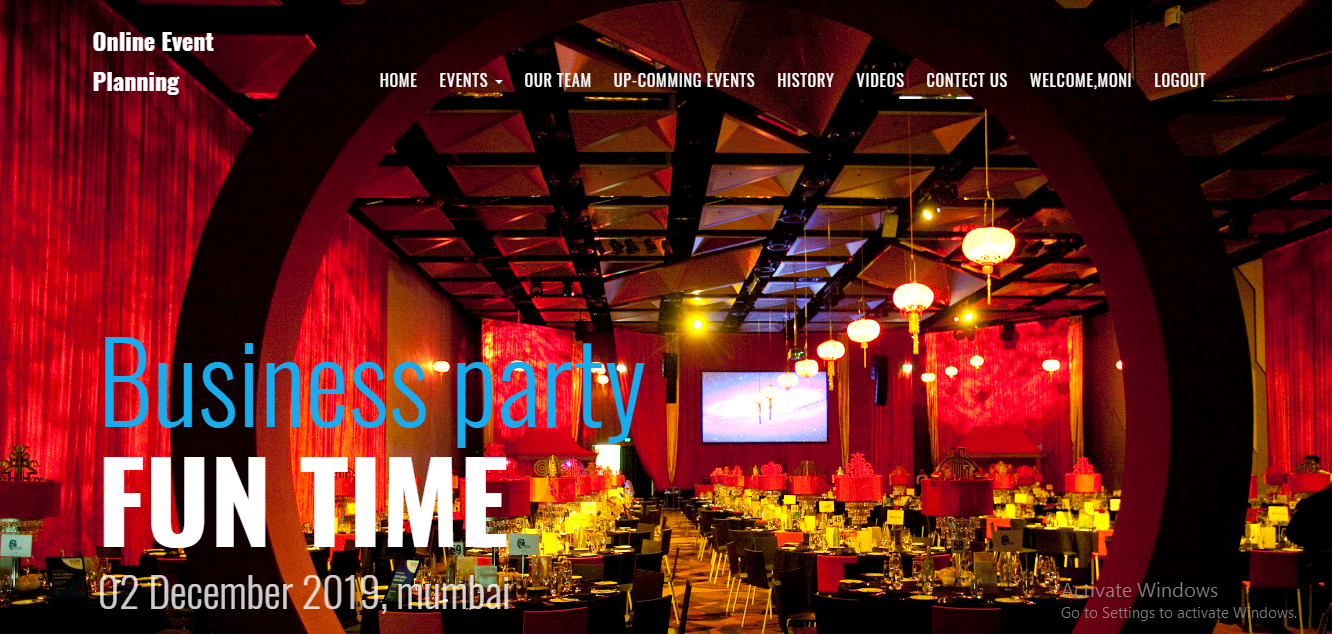 Online Event
Planning
HOME EVENTS OUR TEAM UP-COMMING EVENTS HISTORY VIDEOS CONTECT US WELCOME,MONI LOGOUT
Business party
FUN TIME
02 December 2019, mumbai
Activate Windows
Go to Settings to activate Windows.